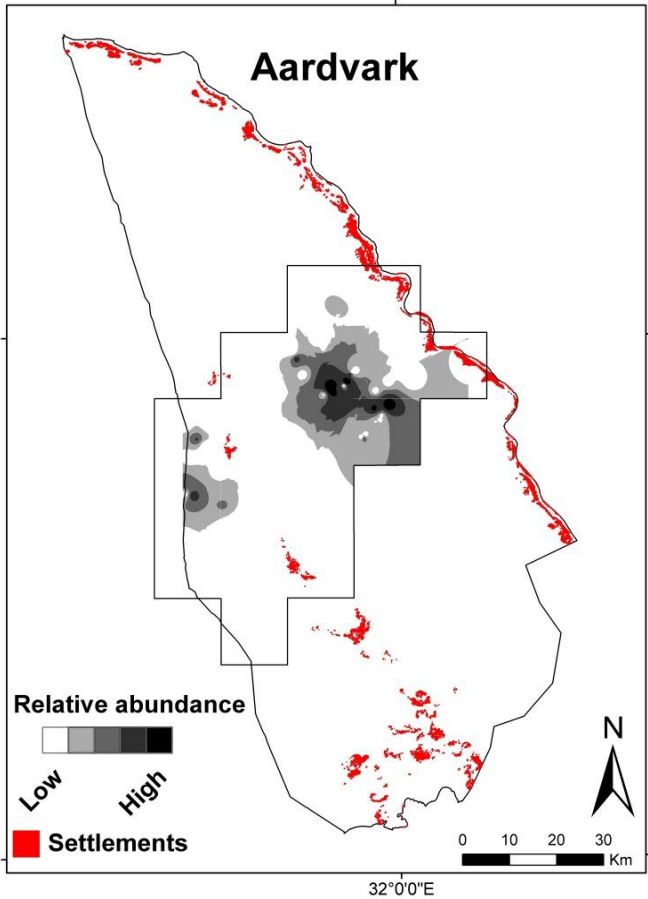 Aardvark
Relative abundance
Low
High
Settlements
N
0 10 20 30
Km
32°0'0"E